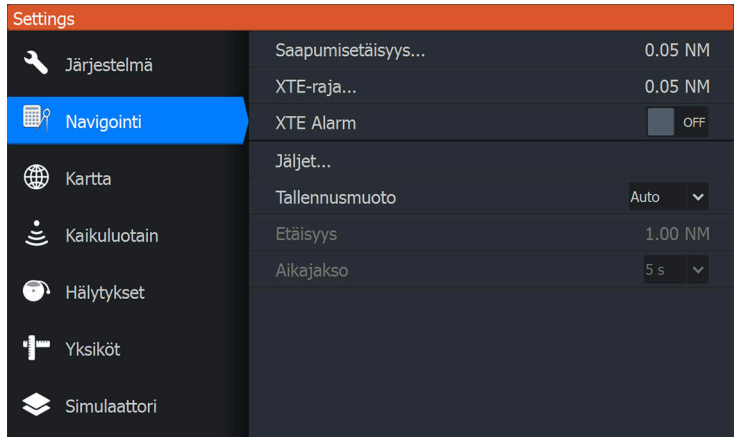 Settings
Järjestelmä
Navigointi
Kartta
Kaikuluotain
Hälytykset
Yksiköt
Simulaattori
Saapumisetäisyys... 0.05 NM
XTE-raja... 0.05 NM
XTE Alarm OFF
Jäljet...
Tallennusmuoto Auto
Etäisyys 1.00 NM
Aikajakso 5 s